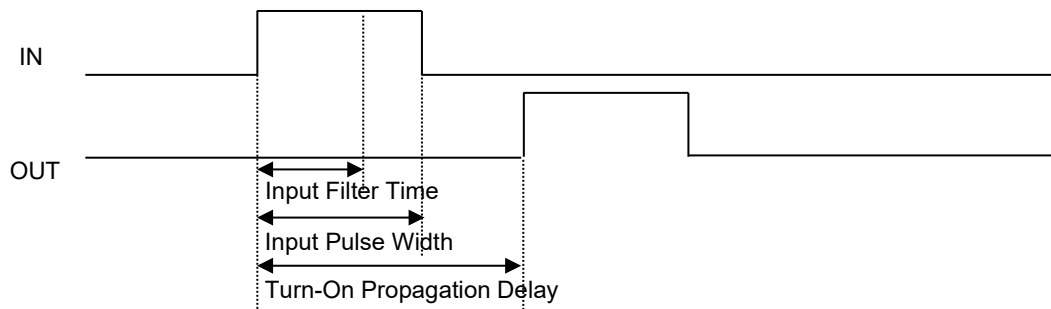 IN
OUT
Input Filter Time
Input Pulse Width
Turn-On Propagation Delay